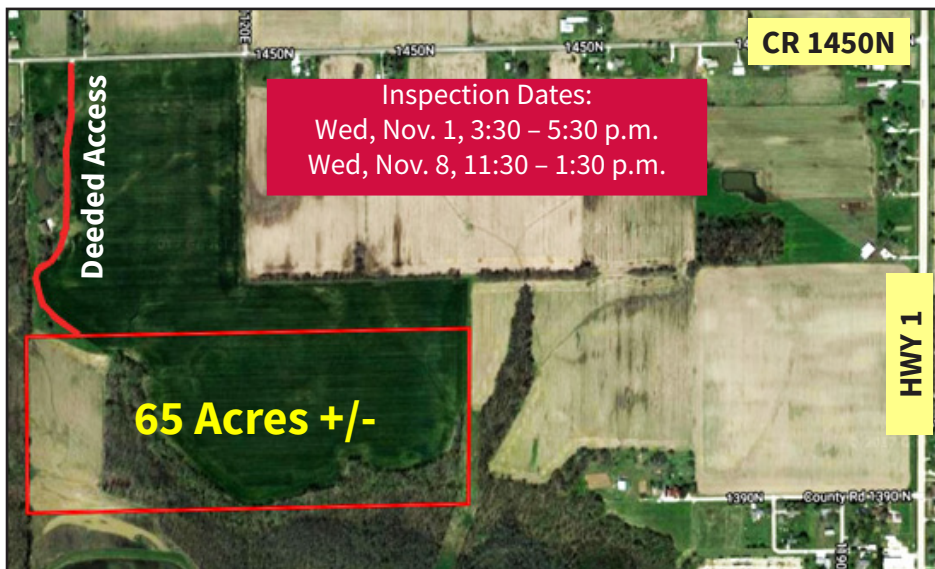 1120E
1450N
1450N
1450N
CR 1450N
Inspection Dates:
Wed, Nov. 1, 3:30 – 5:30 p.m.
Wed, Nov. 8, 11:30 – 1:30 p.m.
Deeded Access
HWY 1
65 Acres +/-
1390N
County Rd 1390 N